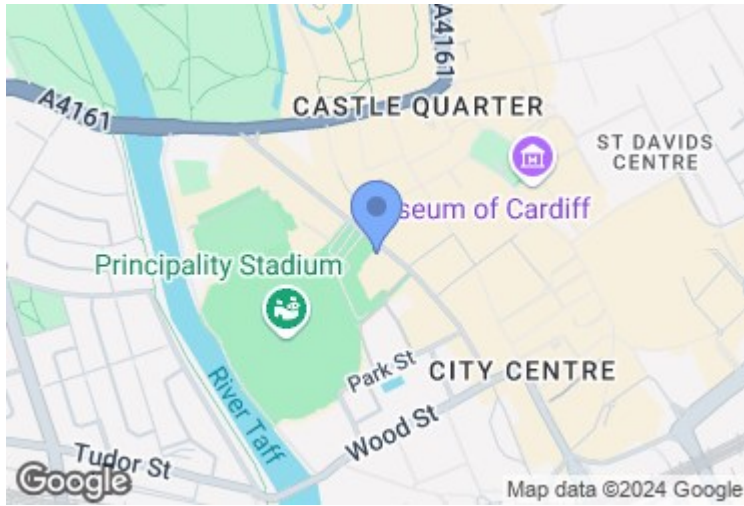 A4161
A4161
CASTLE QUARTER
ST DAVIDS
CENTRE
seum of Cardiff
Principality Stadium
Park St
CITY CENTRE
River Taff
Wood St
Tudor St
Google
Map data ©2024 Google